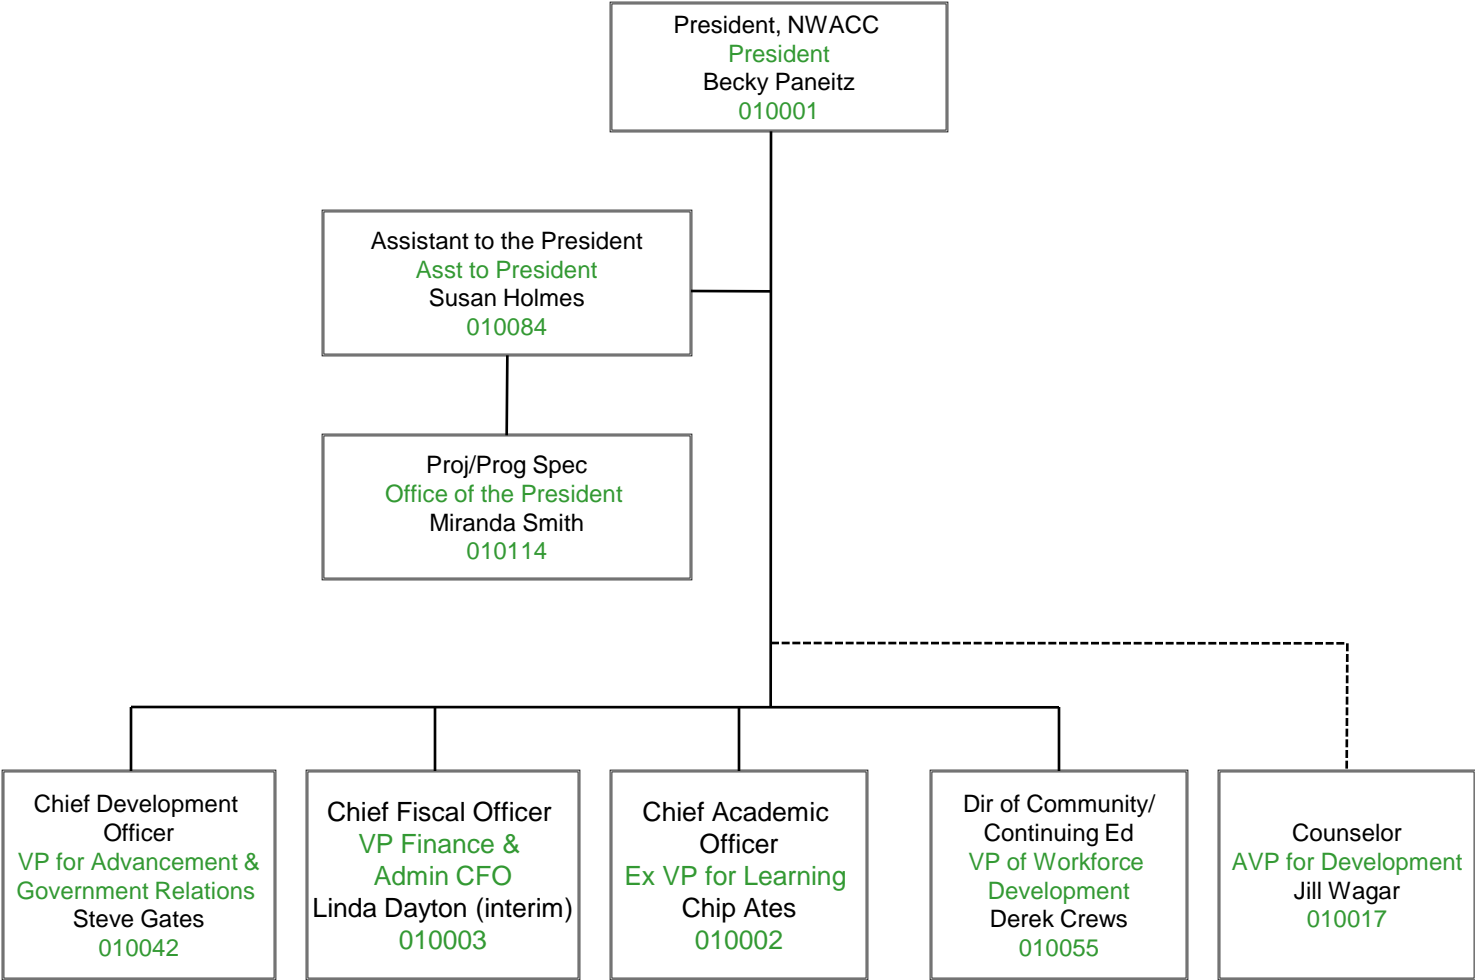 President, NWACC
President
Becky Paneitz
010001
Assistant to the President
Asst to President
Susan Holmes
010084
Proj/Prog Spec
Office of the President
Miranda Smith
010114
Chief Development
Officer
VP for Advancement &
Government Relations
Steve Gates
010042
Chief Fiscal Officer
VP Finance &
Admin CFO
Linda Dayton (interim)
010003
Chief Academic
Officer
Ex VP for Learning
Chip Ates
010002
Dir of Community/
Continuing Ed
VP of Workforce
Development
Derek Crews
010055
Counselor
AVP for Development
Jill Wagar
010017